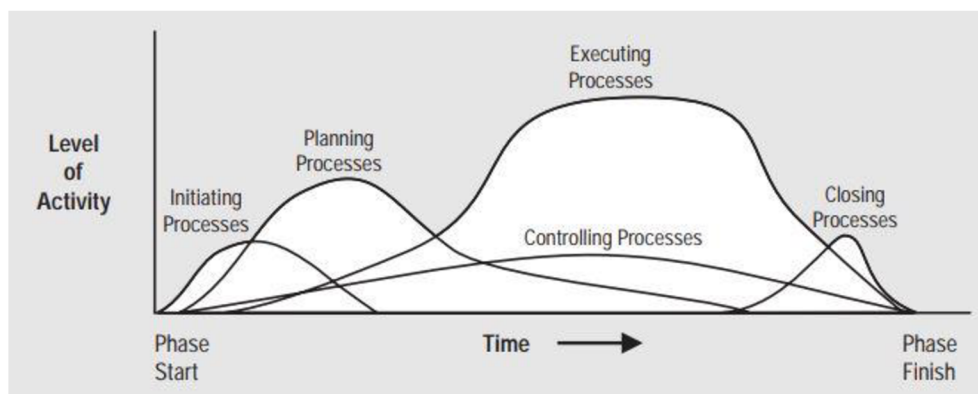 Executing
Processes
Planning
Processes
Level
of
Activity
Initiating
Processes
Closing
Processes
Controlling Processes
Phase
Start
Time
Phase
Finish